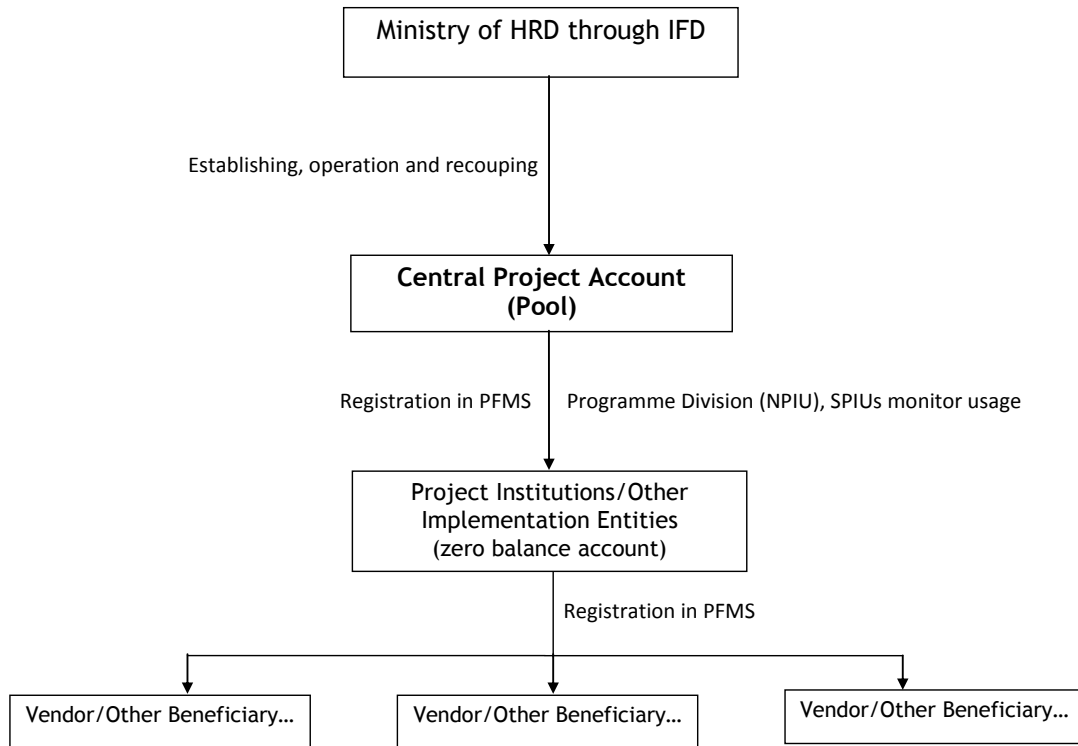 Ministry of HRD through IFD
Establishing, operation and recouping
Central Project Account
(Pool)
Registration in PFMS
Programme Division (NPIU), SPIUs monitor usage
Project Institutions/Other
Implementation Entities
(zero balance account)
Registration in PFMS
Vendor/Other Beneficiary…
Vendor/Other Beneficiary…
Vendor/Other Beneficiary…